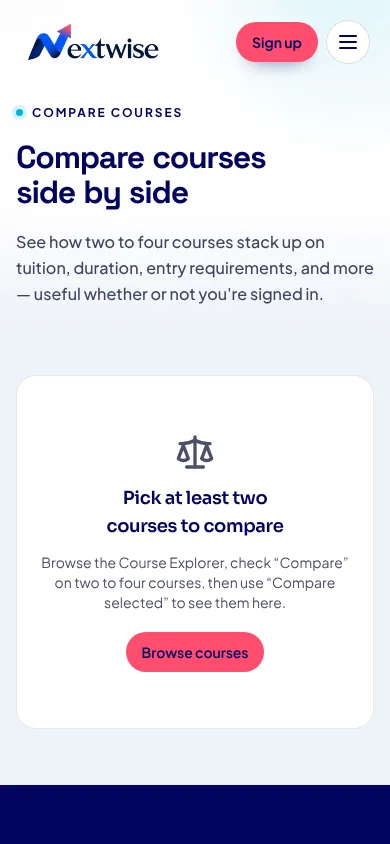 Nextwise
Sign up
COMPARE COURSES
Compare courses
side by side
See how two to four courses stack up on
tuition, duration, entry requirements, and more
— useful whether or not you're signed in.
Pick at least two
courses to compare
Browse the Course Explorer, check “Compare”
on two to four courses, then use “Compare
selected” to see them here.
Browse courses